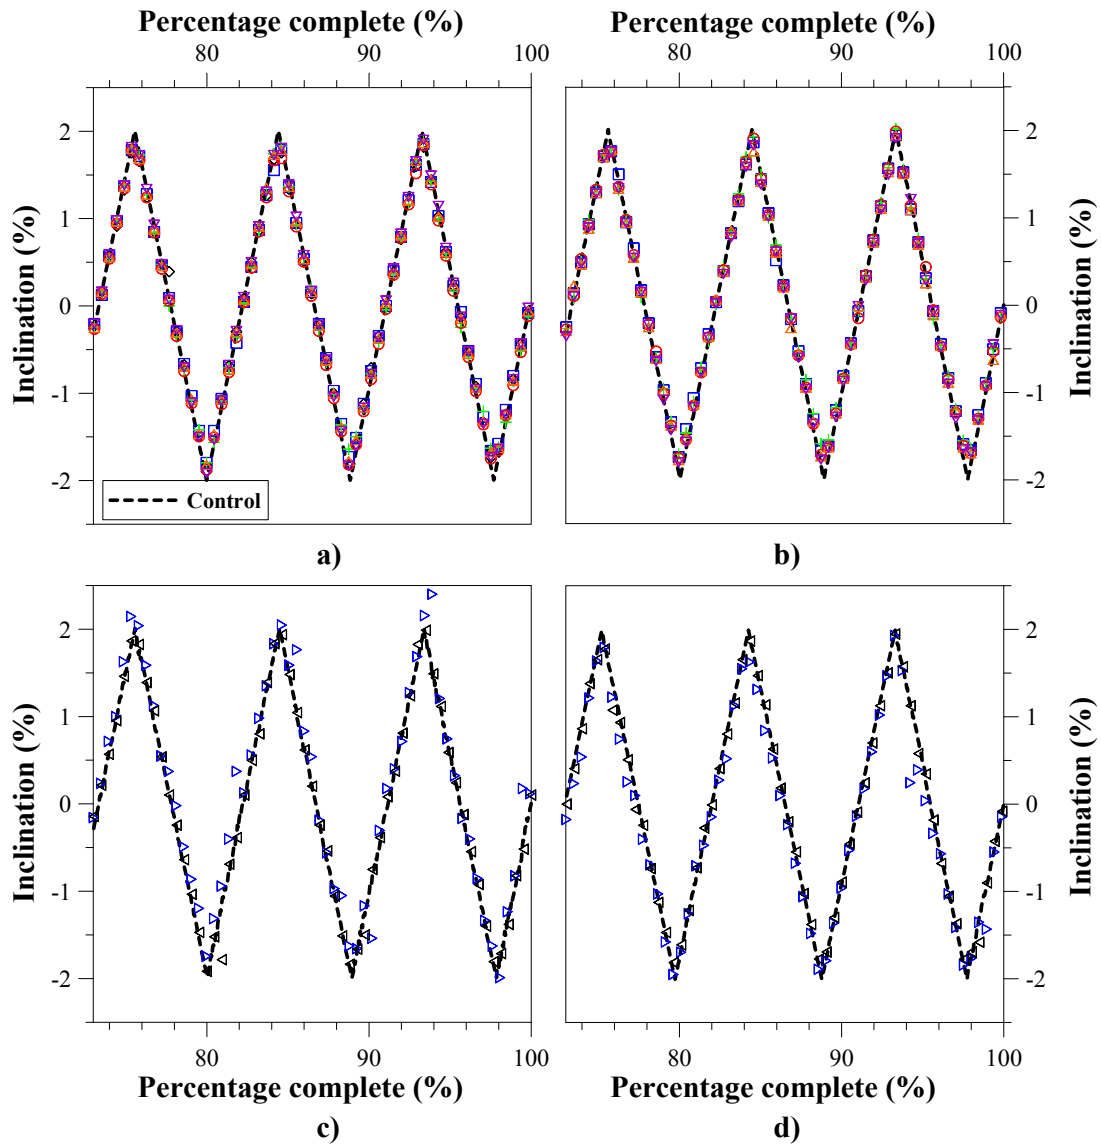 Percentage complete (%)
Percentage complete (%)
80 90 100
80 90 100
Inclination (%)
2
1
0
-1
-2
Control
2
1
0
-1
-2
Inclination (%)
a)
b)
Inclination (%)
2
1
0
-1
-2
2
1
0
-1
-2
Inclination (%)
80 90 100
80 90 100
Percentage complete (%)
Percentage complete (%)
c)
d)